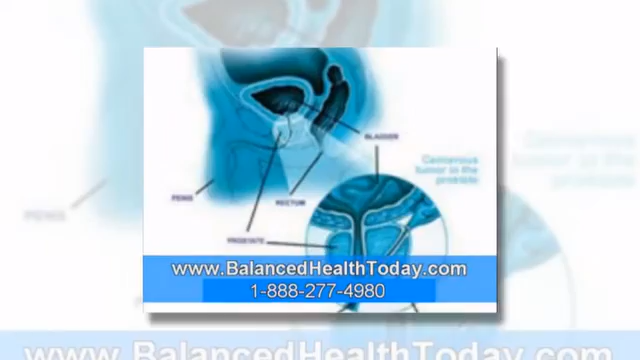 BLADDER
Cancerous
tumor in the
prostate
PENIS
RECTUM
PROSTATE
www.BalancedHealthToday.com
1-888-277-4980
PENIS
www.BalancedHealthToday.com